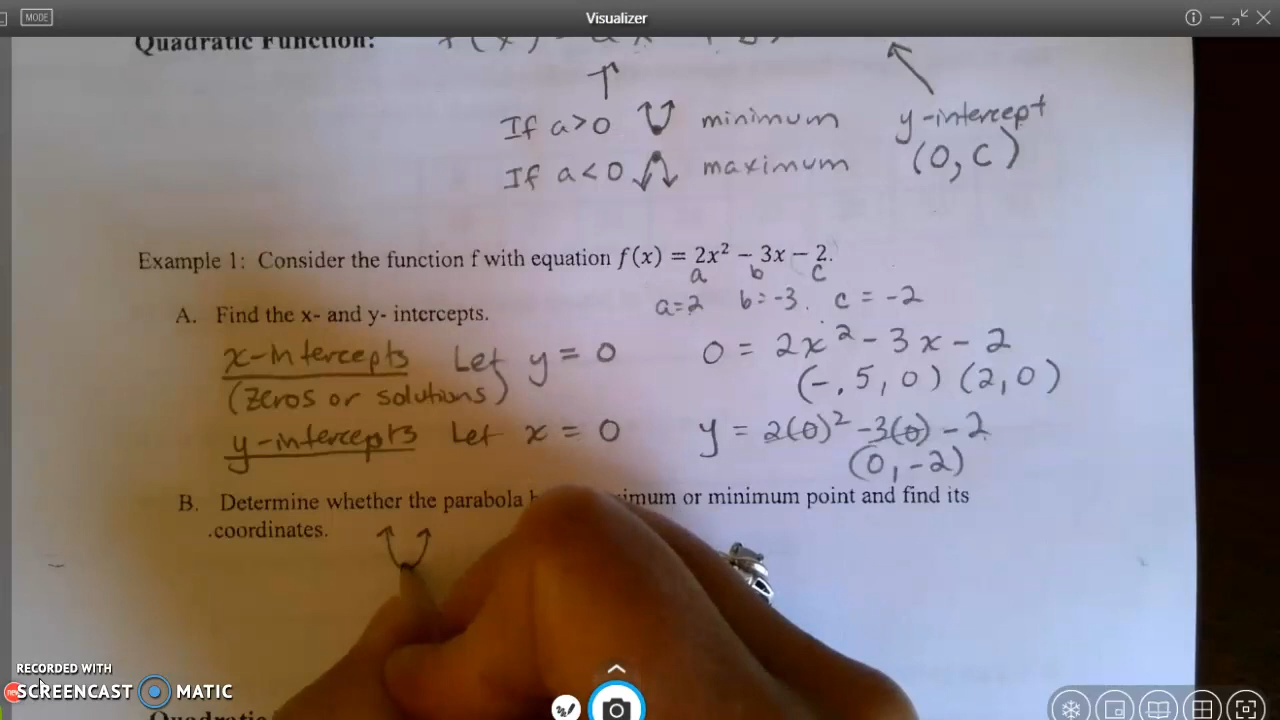 MODE
Visualizer
Quadratic Function:
If a>0 minimum
If a<0 maximum
y-intercept
(0, c)
Example 1: Consider the function f with equation f(x) = 2x² − 3x − 2.
a b c
a=2 b=-3. c = -2
A. Find the x- and y- intercepts.
x-intercepts Let y = 0 0 = 2x² - 3x - 2
(zeros or solutions) (-.5, 0) (2, 0)
y-intercepts Let x = 0 y = 2(0)² -3(0) - 2
(0, -2)
B. Determine whether the parabola or minimum point and find its
.coordinates.
RECORDED WITH
SCREENCAST MATIC